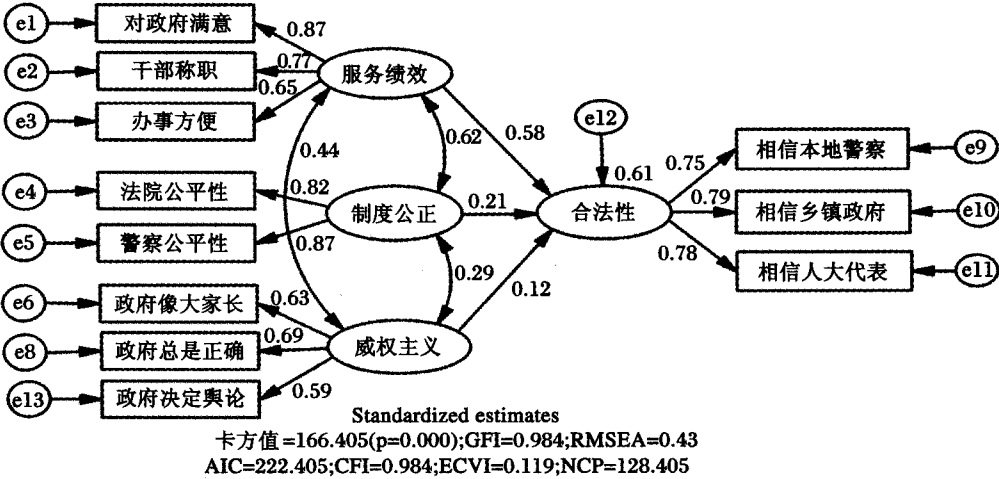 e1
对政府满意
0.87
e2
干部称职
0.77
服务绩效
e3
办事方便
0.65
e12
0.44
0.62
0.58
相信本地警察
e9
0.75
0.61
e4
法院公平性
0.82
制度公正
0.21
合法性
0.79
相信乡镇政府
e10
e5
警察公平性
0.87
0.78
相信人大代表
e11
0.29
0.12
e6
政府像大家长
0.63
e8
政府总是正确
0.69
威权主义
e13
政府决定舆论
0.59
Standardized estimates
卡方值=166.405(p=0.000);GFI=0.984;RMSEA=0.43
AIC=222.405;CFI=0.984;ECVI=0.119;NCP=128.405